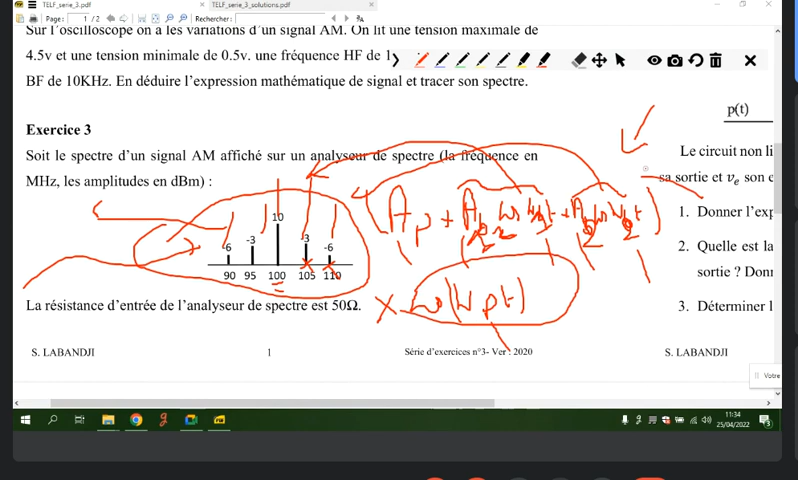 TELF_serie_3.pdf
TELF_serie_3_solutions.pdf
Page: 1 / 2
Rechercher:
Sur l'oscilloscope on a les variations d'un signal AM. On lit une tension maximale de
4.5v et une tension minimale de 0.5v. une fréquence HF de 1
BF de 10KHz. En déduire l'expression mathématique de signal et tracer son spectre.
Exercice 3
Soit le spectre d'un signal AM affiché sur un analyseur de spectre (la fréquence en
MHz, les amplitudes en dBm) :
10
-6 -3 -3 -6
90 95 100 105 110
La résistance d'entrée de l'analyseur de spectre est 50Ω.
S. LABANDJI
1
Série d'exercices n°3- Ver : 2020
p(t)
Le circuit non li
sa sortie et ve son c
1. Donner l'exp
2. Quelle est la
sortie ? Donn
3. Déterminer l
S. LABANDJI
Votre
11:34
25/04/2022